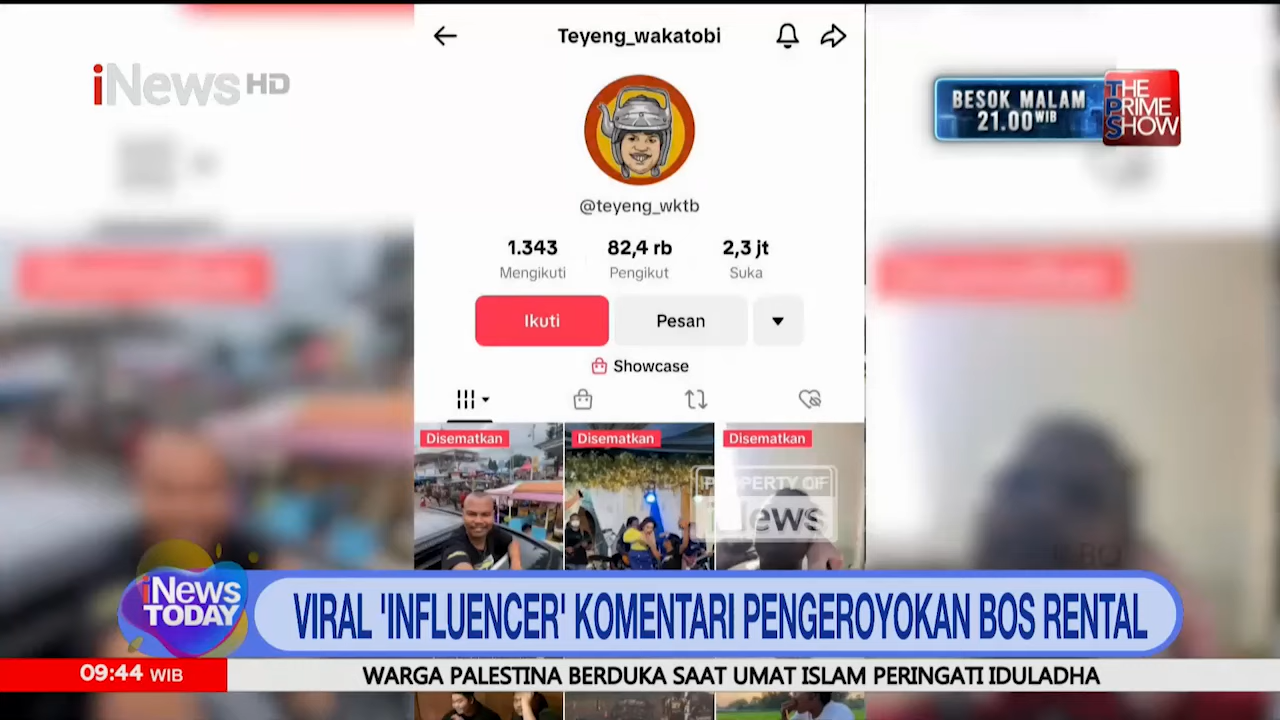 Teyeng_wakatobi
iNews HD
BESOK MALAM
21.00 WIB
THE
PRIME
SHOW
@teyeng_wktb
1.343
82,4 rb
2,3 jt
Mengikuti
Pengikut
Suka
Ikuti
Pesan
Showcase
Disematkan
Disematkan
Disematkan
PROPERTY OF
iNews
iNews
TODAY
VIRAL 'INFLUENCER' KOMENTARI PENGEROYOKAN BOS RENTAL
09:44 WIB
WARGA PALESTINA BERDUKA SAAT UMAT ISLAM PERINGATI IDULADHA